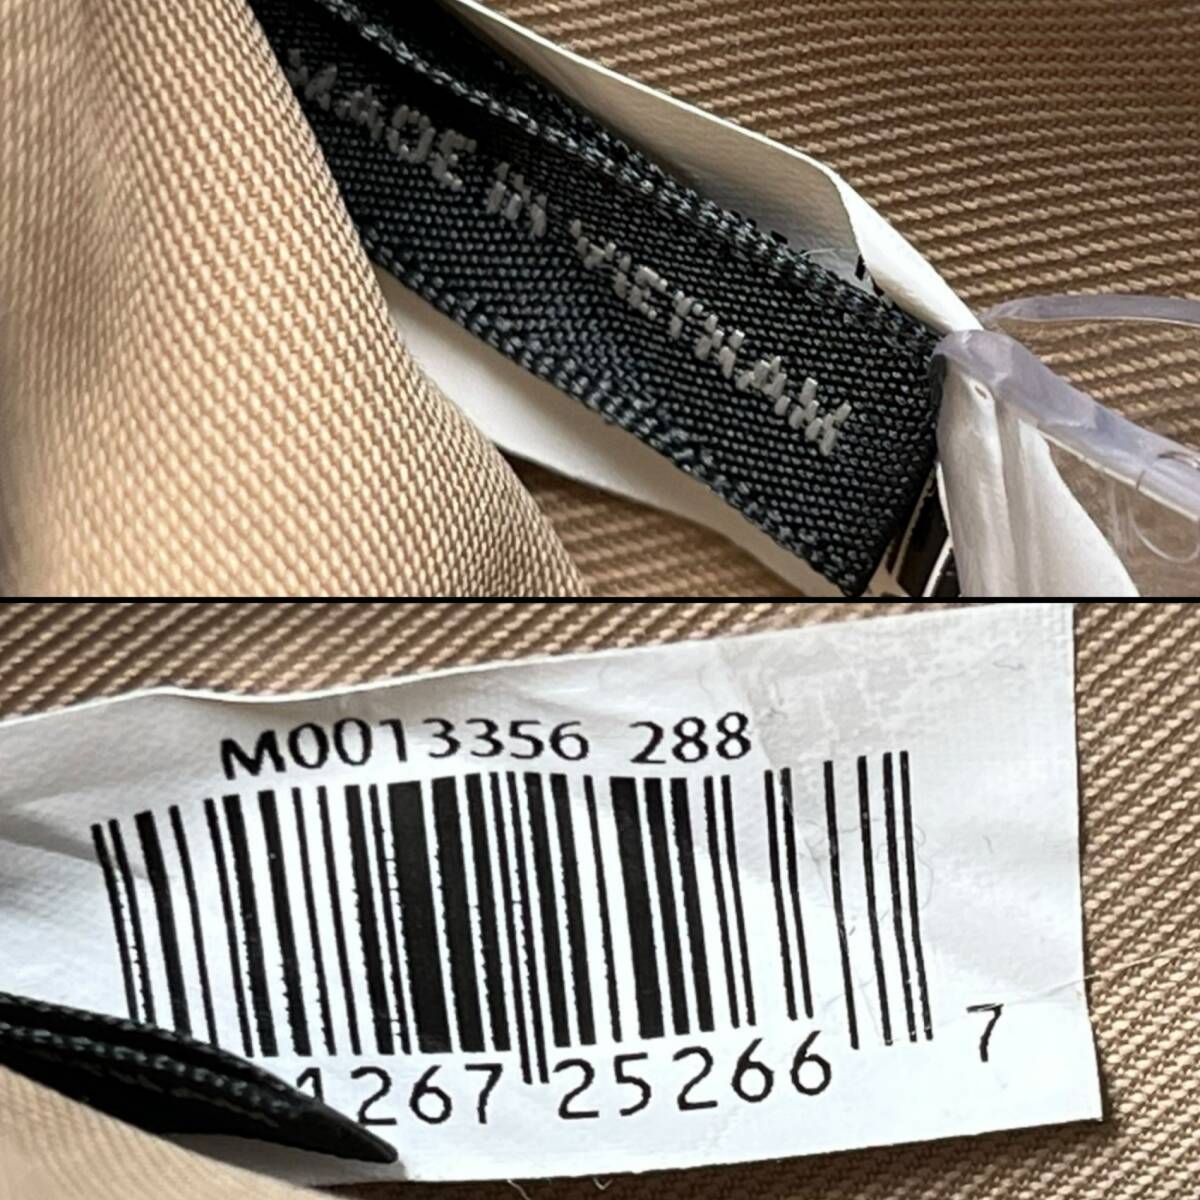 MADE IN VIETNAM
M0013356 288
1267 25266 7